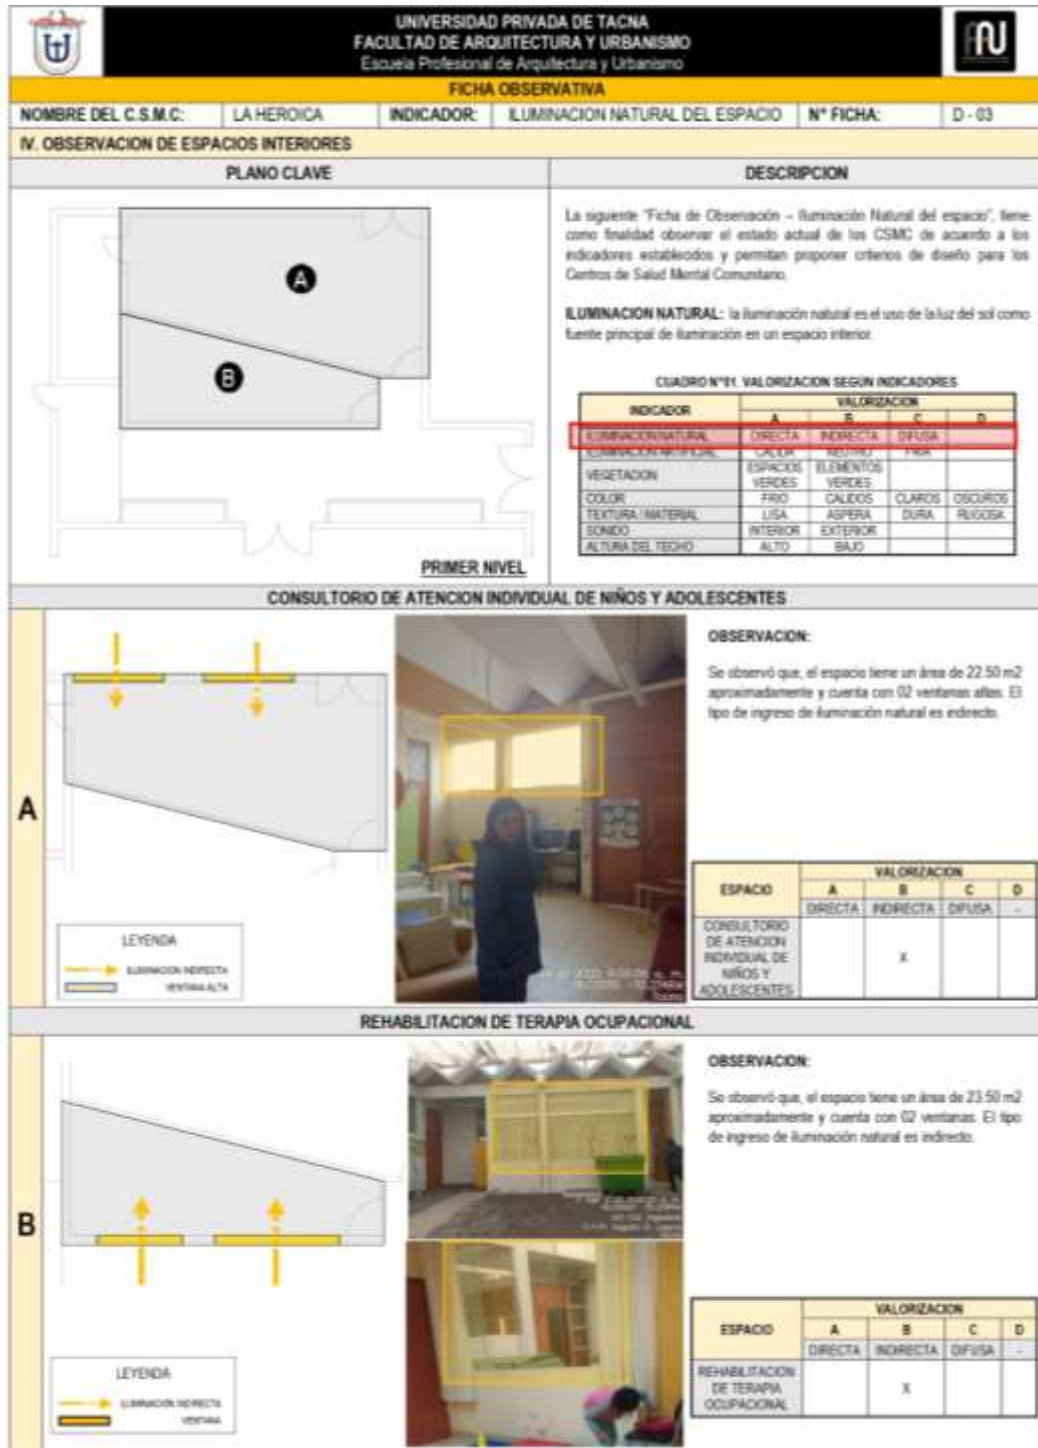 UNIVERSIDAD PRIVADA DE TACNA
FACULTAD DE ARQUITECTURA Y URBANISMO
Escuela Profesional de Arquitectura y Urbanismo
FICHA OBSERVATIVA
NOMBRE DEL C.S.M.C: LA HEROICA INDICADOR: ILUMINACION NATURAL DEL ESPACIO N° FICHA: D - 03
IV. OBSERVACION DE ESPACIOS INTERIORES
PLANO CLAVE
A
B
PRIMER NIVEL
DESCRIPCION
La siguiente "Ficha de Observación – Iluminación Natural del espacio", tiene
como finalidad observar el estado actual de los CSMC de acuerdo a los
indicadores establecidos y permitan proponer criterios de diseño para los
Centros de Salud Mental Comunitario.
ILUMINACION NATURAL: la iluminación natural es el uso de la luz del sol como
fuente principal de iluminación en un espacio interior.
CUADRO N°01. VALORIZACION SEGÚN INDICADORES
INDICADOR VALORIZACION
A B C D
ILUMINACION NATURAL DIRECTA INDIRECTA DIFUSA
ILUMINACION ARTIFICIAL CALIDA NEUTRO FRIA
VEGETACION ESPACIOS VERDES ELEMENTOS VERDES
COLOR FRIO CALIDOS CLAROS OSCUROS
TEXTURA / MATERIAL LISA ASPERA DURA RUGOSA
SONIDO INTERIOR EXTERIOR
ALTURA DEL TECHO ALTO BAJO
CONSULTORIO DE ATENCION INDIVIDUAL DE NIÑOS Y ADOLESCENTES
A
LEYENDA
ILUMINACION INDIRECTA
VENTANA ALTA
OBSERVACION:
Se observó que, el espacio tiene un área de 22.50 m2
aproximadamente y cuenta con 02 ventanas altas. El
tipo de ingreso de iluminación natural es indirecto.
ESPACIO VALORIZACION
A B C D
DIRECTA INDIRECTA DIFUSA -
CONSULTORIO
DE ATENCION
INDIVIDUAL DE
NIÑOS Y
ADOLESCENTES
X
REHABILITACION DE TERAPIA OCUPACIONAL
B
LEYENDA
ILUMINACION INDIRECTA
VENTANA
OBSERVACION:
Se observó que, el espacio tiene un área de 23.50 m2
aproximadamente y cuenta con 02 ventanas. El tipo
de ingreso de iluminación natural es indirecto.
ESPACIO VALORIZACION
A B C D
DIRECTA INDIRECTA DIFUSA -
REHABILITACION
DE TERAPIA
OCUPACIONAL
X